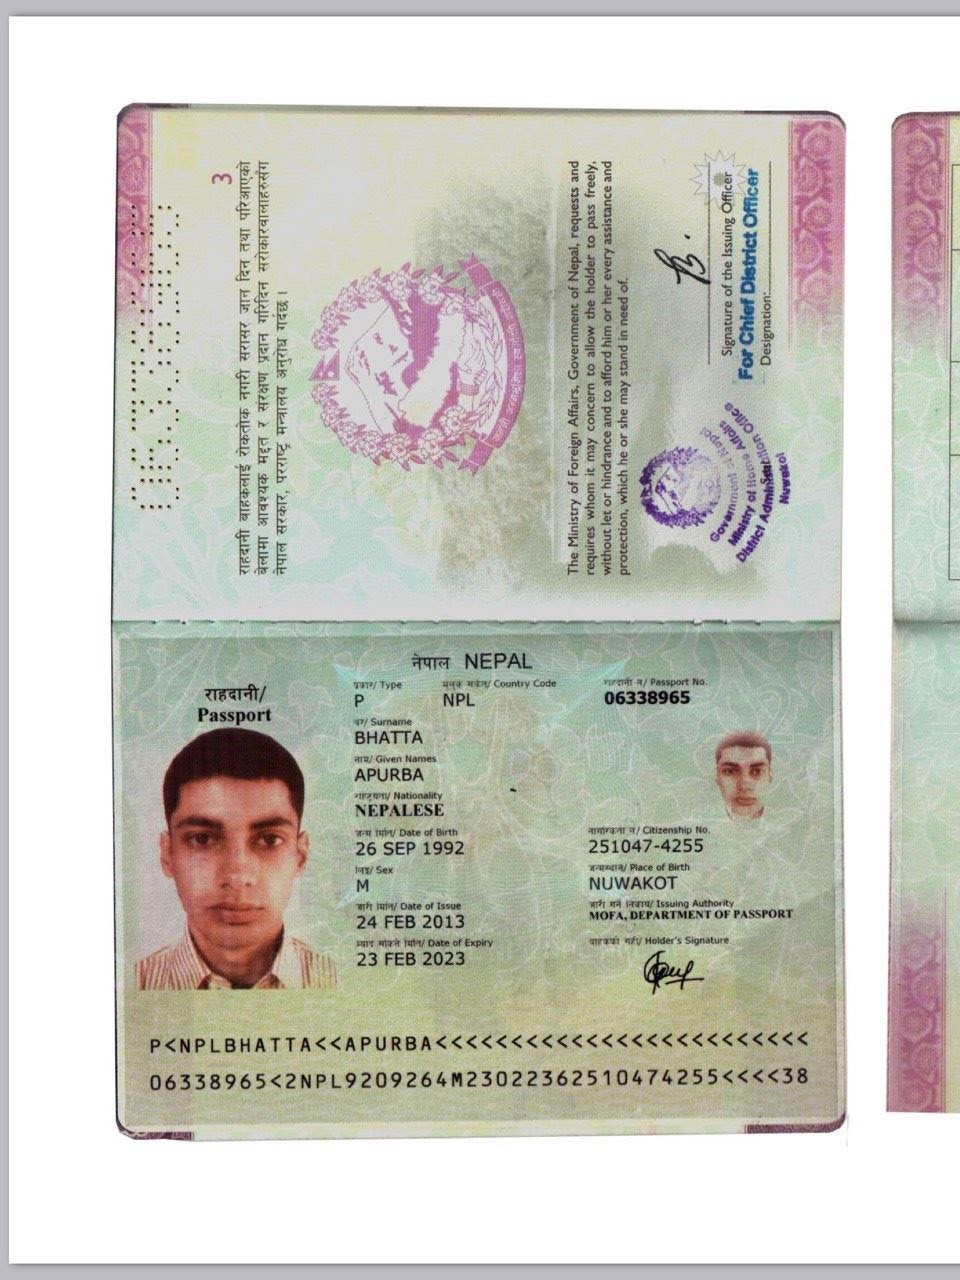 3
राहदानी वाहकलाई रोकतोक नगरी सरासर जान दिन तथा परिआएको
बेलामा आवश्यक मद्दत र संरक्षण प्रदान गरिदिन सरोकारवालाहरुसंग
नेपाल सरकार, परराष्ट्र मन्त्रालय अनुरोध गर्दछ ।
The Ministry of Foreign Affairs, Government of Nepal, requests and
requires whom it may concern to allow the holder to pass freely,
without let or hindrance and to afford him or her every assistance and
protection, which he or she may stand in need of.
Signature of the Issuing Officer
For Chief District Officer
Designation:
Seal
Government of Nepal
Ministry of Home Affairs
District Administration Office
Nuwakot
नेपाल NEPAL
राहदानी/
Passport
प्रकार/ Type
मुलुक संकेत/ Country Code
राहदानी नं/ Passport No.
P
NPL
06338965
थर/ Surname
BHATTA
नाम/ Given Names
APURBA
राष्ट्रियता/ Nationality
NEPALESE
जन्म मिति/ Date of Birth
नागरिकता नं/ Citizenship No.
26 SEP 1992
251047-4255
लिङ्ग/ Sex
जन्मस्थान/ Place of Birth
M
NUWAKOT
जारी मिति/ Date of Issue
जारी गर्ने निकाय/ Issuing Authority
24 FEB 2013
MOFA, DEPARTMENT OF PASSPORT
म्याद सकिने मिति/ Date of Expiry
वाहकको सही/ Holder's Signature
23 FEB 2023
P<NPLBHATTA<<APURBA<<<<<<<<<<<<<<<<<<<<<<<<<
06338965<2NPL9209264M23022362510474255<<<<38